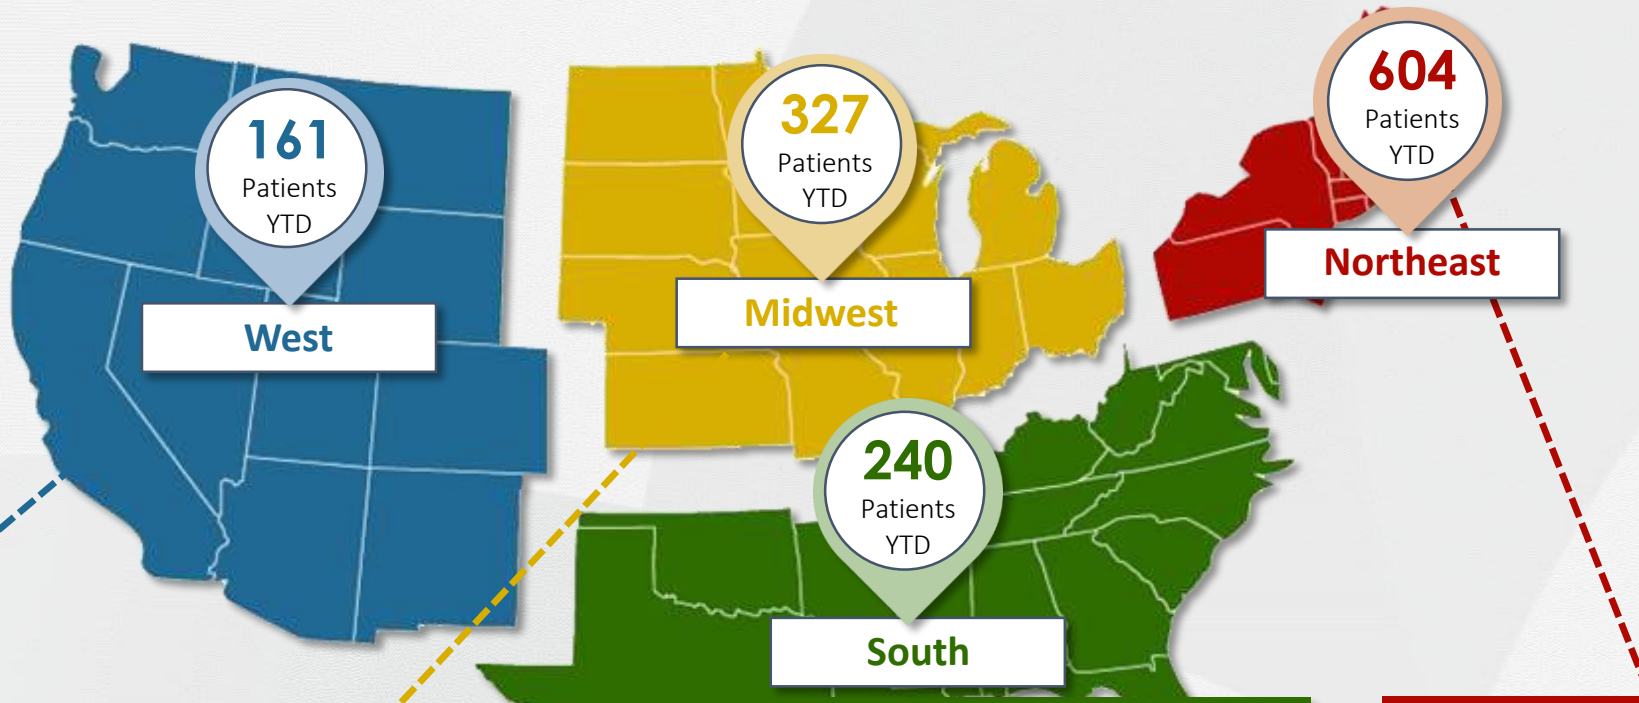 161
Patients
YTD
West
327
Patients
YTD
Midwest
604
Patients
YTD
Northeast
240
Patients
YTD
South